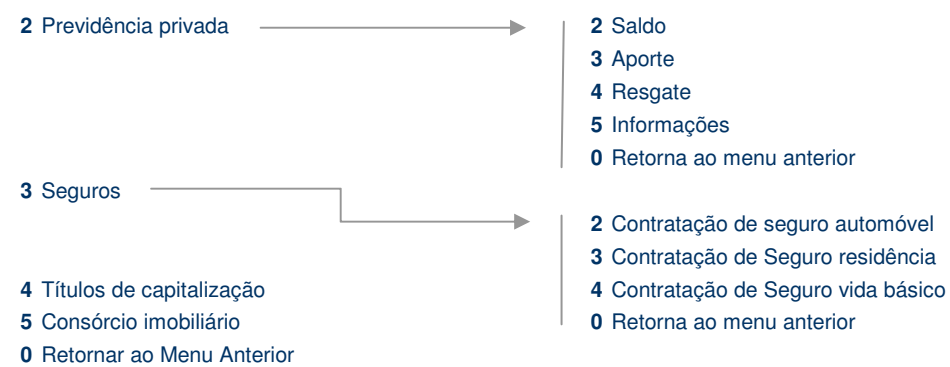 2 Previdência privada
2 Saldo
3 Aporte
4 Resgate
5 Informações
0 Retorna ao menu anterior
3 Seguros
2 Contratação de seguro automóvel
3 Contratação de Seguro residência
4 Contratação de Seguro vida básico
0 Retorna ao menu anterior
4 Títulos de capitalização
5 Consórcio imobiliário
0 Retornar ao Menu Anterior